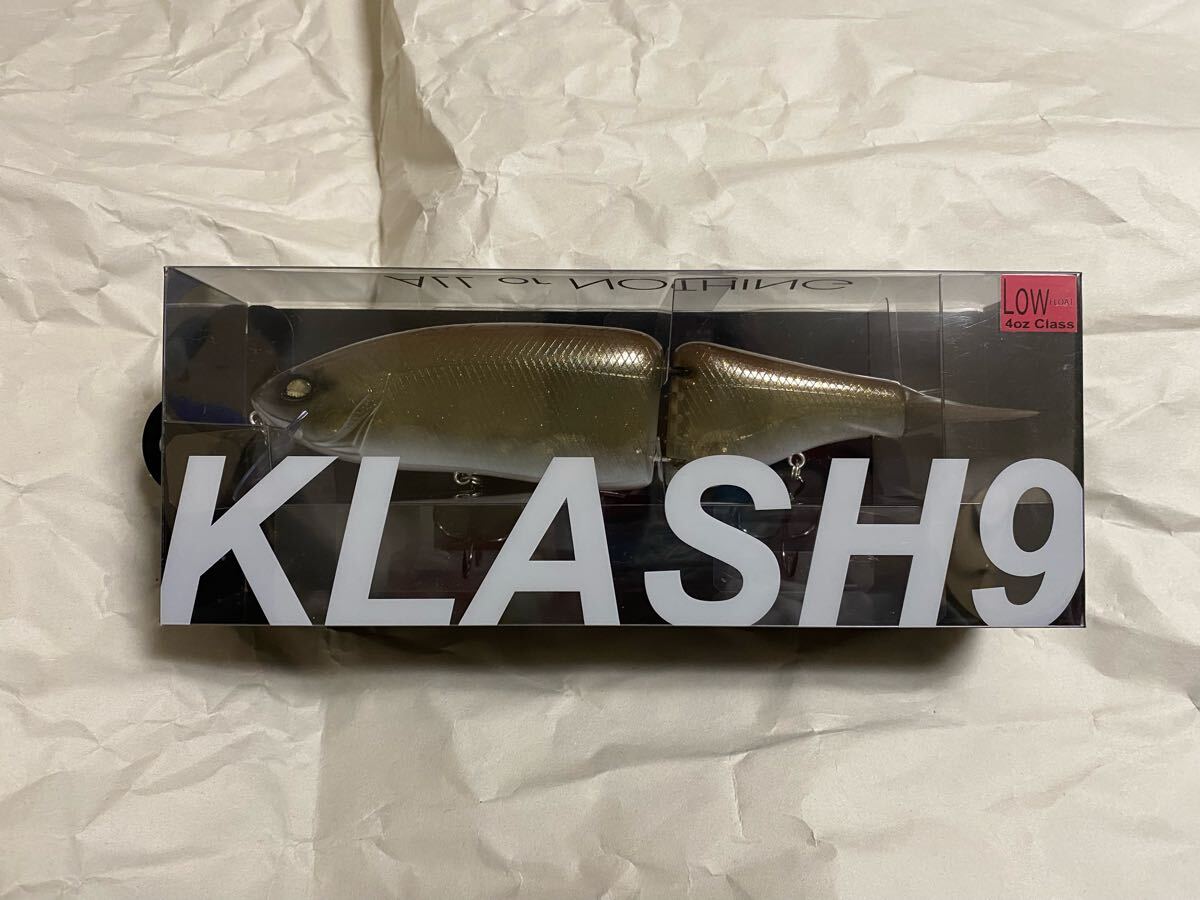 ALL or NOTHING
LOW FLOAT
4oz Class
KLASH9